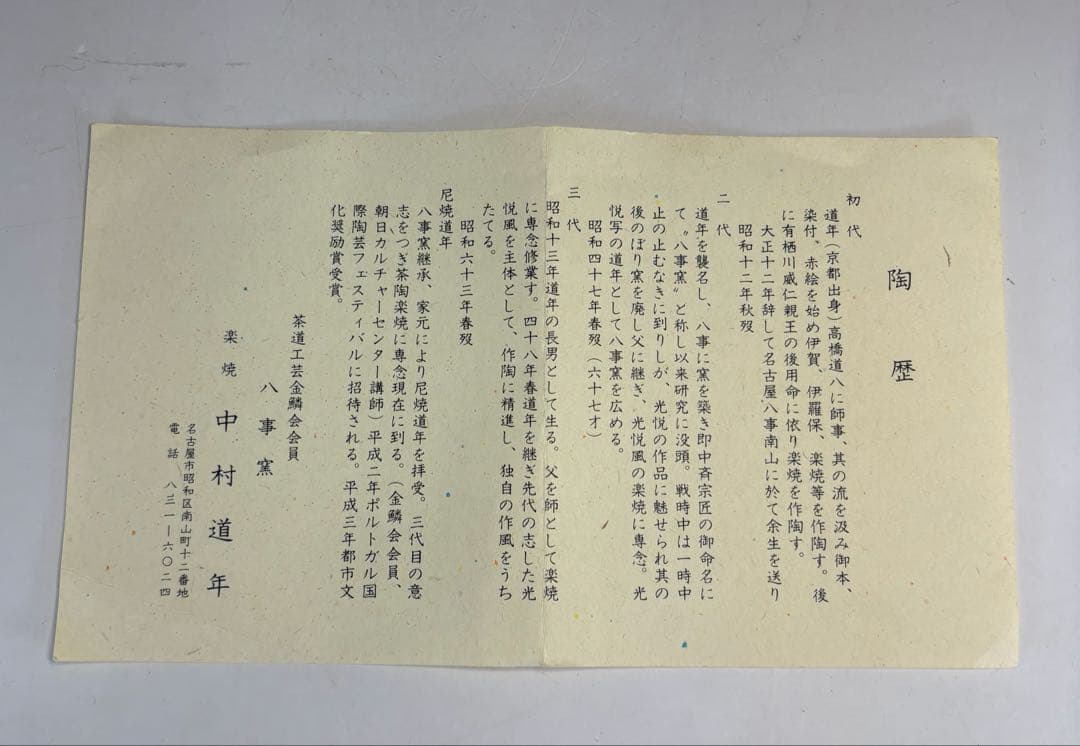 陶歴
初代
道年(京都出身)高橋道八に師事、其の流を汲み御本、
染付、赤絵を始め伊賀、伊羅保、楽焼等を作陶す。後
に有栖川威仁親王の後用命に依り楽焼を作陶す。
大正十二年辞して名古屋八事南山に於て余生を送り
昭和十二年秋歿
二代
道年を襲名し、八事に窯を築き即中斉宗匠の御命名に
て〝八事窯〟と称し以来研究に没頭。戦時中は一時中
止の止むなきに到りしが、光悦の作品に魅せられ其の
後のぼり窯を廃し父に継ぎ、光悦風の楽焼に専念。光
悦写の道年として八事窯を広める。
昭和四十七年春歿(六十七才)
三代
昭和十三年道年の長男として生る。父を師として楽焼
に専念修業す。四十八年春道年を継ぎ先代の志した光
悦風を主体として、作陶に精進し、独自の作風をうち
たてる。
昭和六十三年春歿
尼焼道年
八事窯継承、家元により尼焼道年を拝受。三代目の意
志をつぎ茶陶楽焼に専念現在に到る。(金鱗会会員、
朝日カルチャーセンター講師)平成二年ポルトガル国
際陶芸フェスティバルに招待される。平成三年都市文
化奨励賞受賞。
茶道工芸金鱗会会員
八事窯
楽焼 中村道年
名古屋市昭和区南山町十二番地
電話 八三一―六〇二四